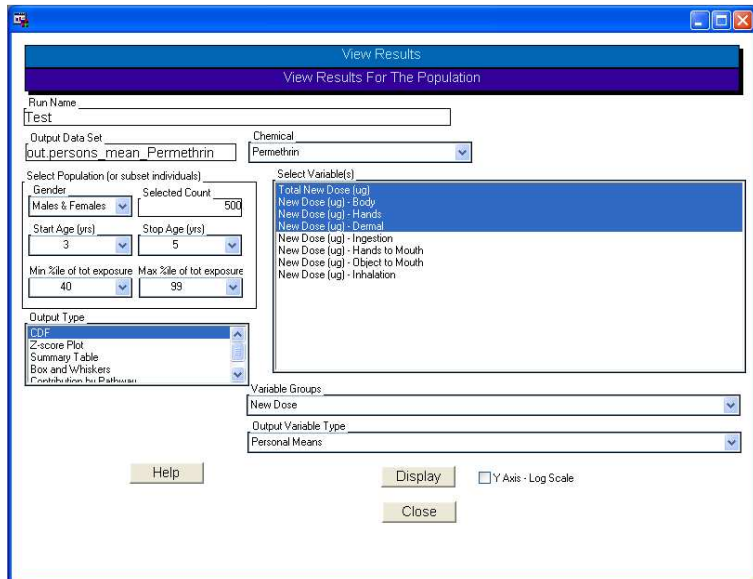 View Results
View Results For The Population
Run Name
Test
Output Data Set
out.persons_mean_Permethrin
Chemical
Permethrin
Select Population (or subset individuals)
Gender
Males & Females
Selected Count
500
Start Age (yrs)
3
Stop Age (yrs)
5
Min %ile of tot exposure
40
Max %ile of tot exposure
99
Select Variable(s)
Total New Dose (ug)
New Dose (ug) - Body
New Dose (ug) - Hands
New Dose (ug) - Dermal
New Dose (ug) - Ingestion
New Dose (ug) - Hands to Mouth
New Dose (ug) - Object to Mouth
New Dose (ug) - Inhalation
Output Type
CDF
Z-score Plot
Summary Table
Box and Whiskers
Contribution by Pathway
Variable Groups
New Dose
Output Variable Type
Personal Means
Help
Display
Y Axis - Log Scale
Close